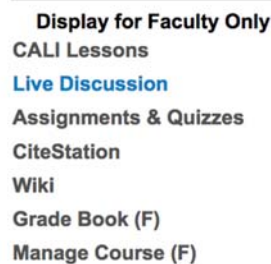 Display for Faculty Only
CALI Lessons
Live Discussion
Assignments & Quizzes
CiteStation
Wiki
Grade Book (F)
Manage Course (F)